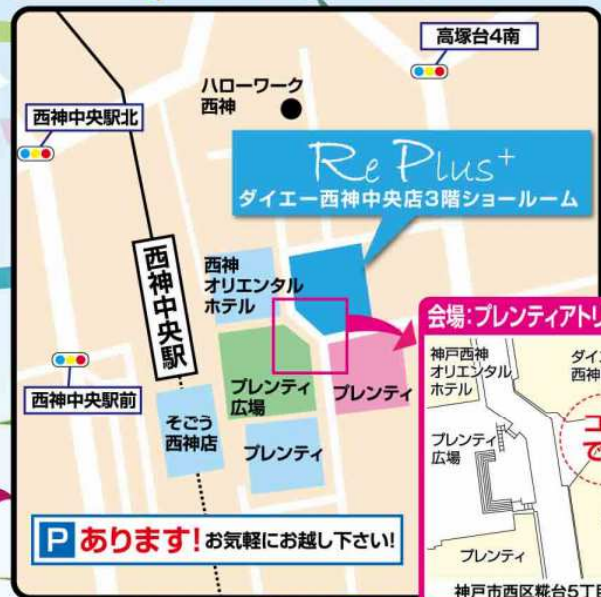 高塚台4南
ハローワーク
西神
西神中央駅北
Re Plus+
ダイエー西神中央店3階ショールーム
西神中央駅
西神
オリエンタル
ホテル
会場:プレンティアトリ
神戸西神
オリエンタル
ホテル
ダイエ
西神
西神中央駅前
プレンティ
広場
プレンティ
そごう
西神店
プレンティ
プレンティ
広場
で
プレンティ
P あります!お気軽にお越し下さい!
神戸市西区糀台5丁目